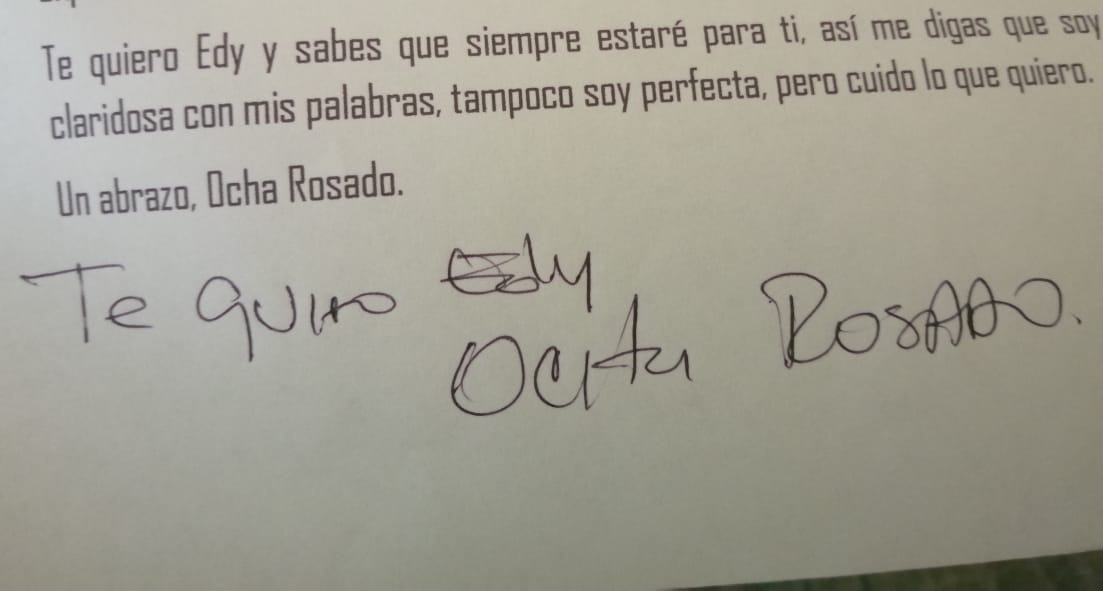 Te quiero Edy y sabes que siempre estaré para ti, así me digas que soy
claridosa con mis palabras, tampoco soy perfecta, pero cuido lo que quiero.
Un abrazo, Ocha Rosado.
Te quiero Edy
Ocha Rosado.